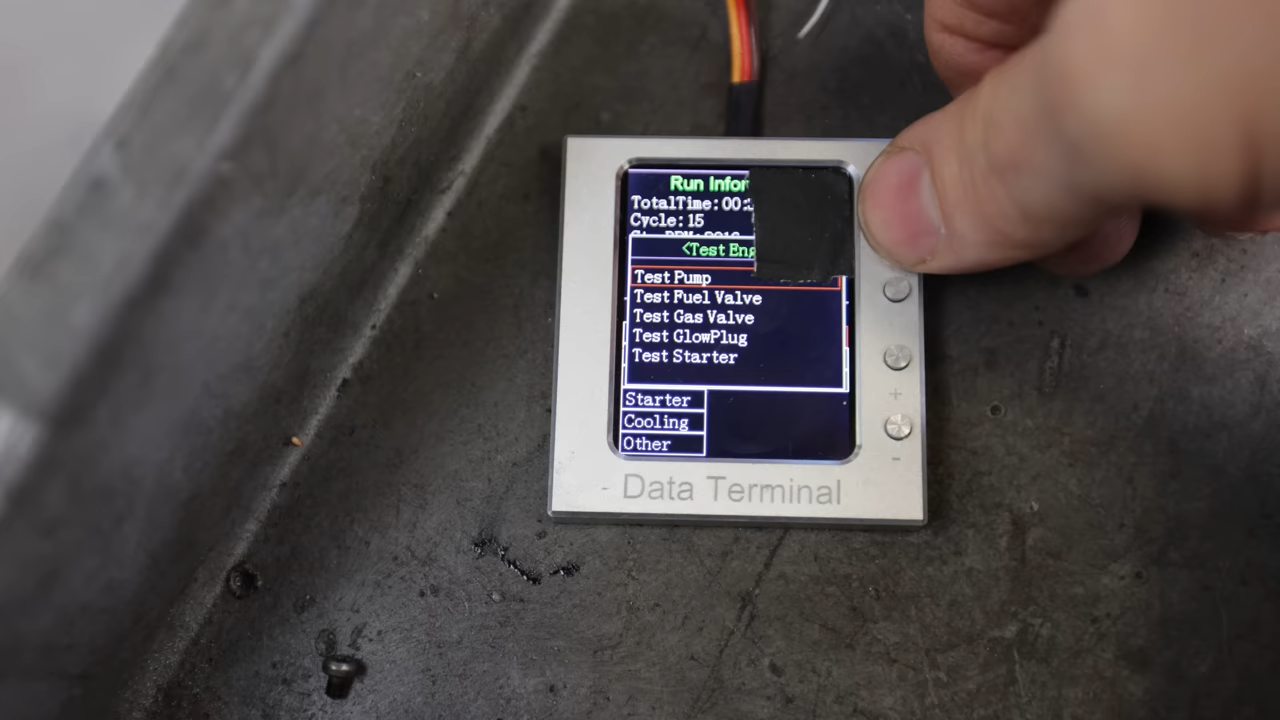 Run Infor
TotalTime:00:
Cycle:15
<Test Eng
Test Pump
Test Fuel Valve
Test Gas Valve
Test GlowPlug
Test Starter
Starter
Cooling
Other
+
-
Data Terminal